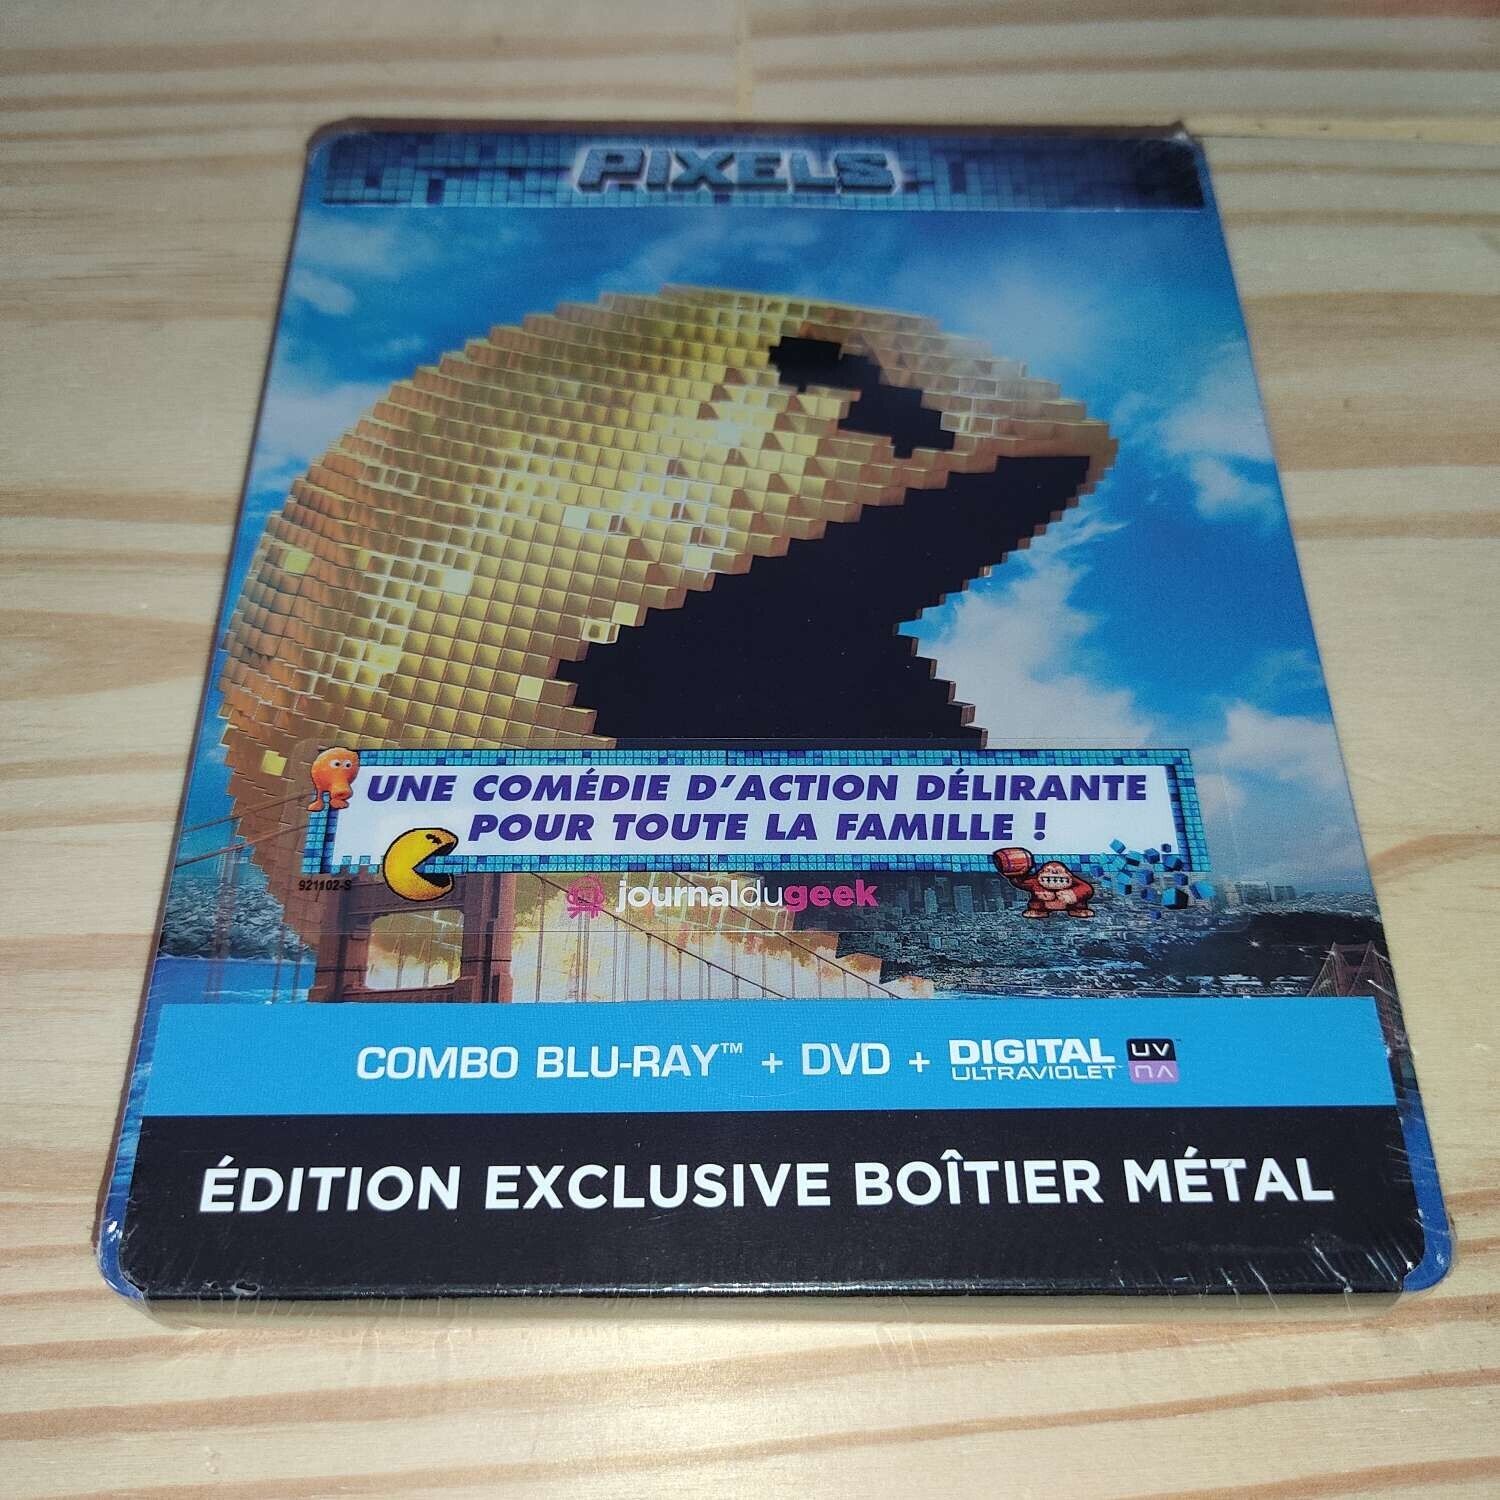 PIXELS
UNE COMÉDIE D'ACTION DÉLIRANTE
POUR TOUTE LA FAMILLE !
921102-S
journaldugeek
COMBO BLU-RAY™ + DVD + DIGITAL
ULTRAVIOLET™ UV
ÉDITION EXCLUSIVE BOÎTIER MÉTAL